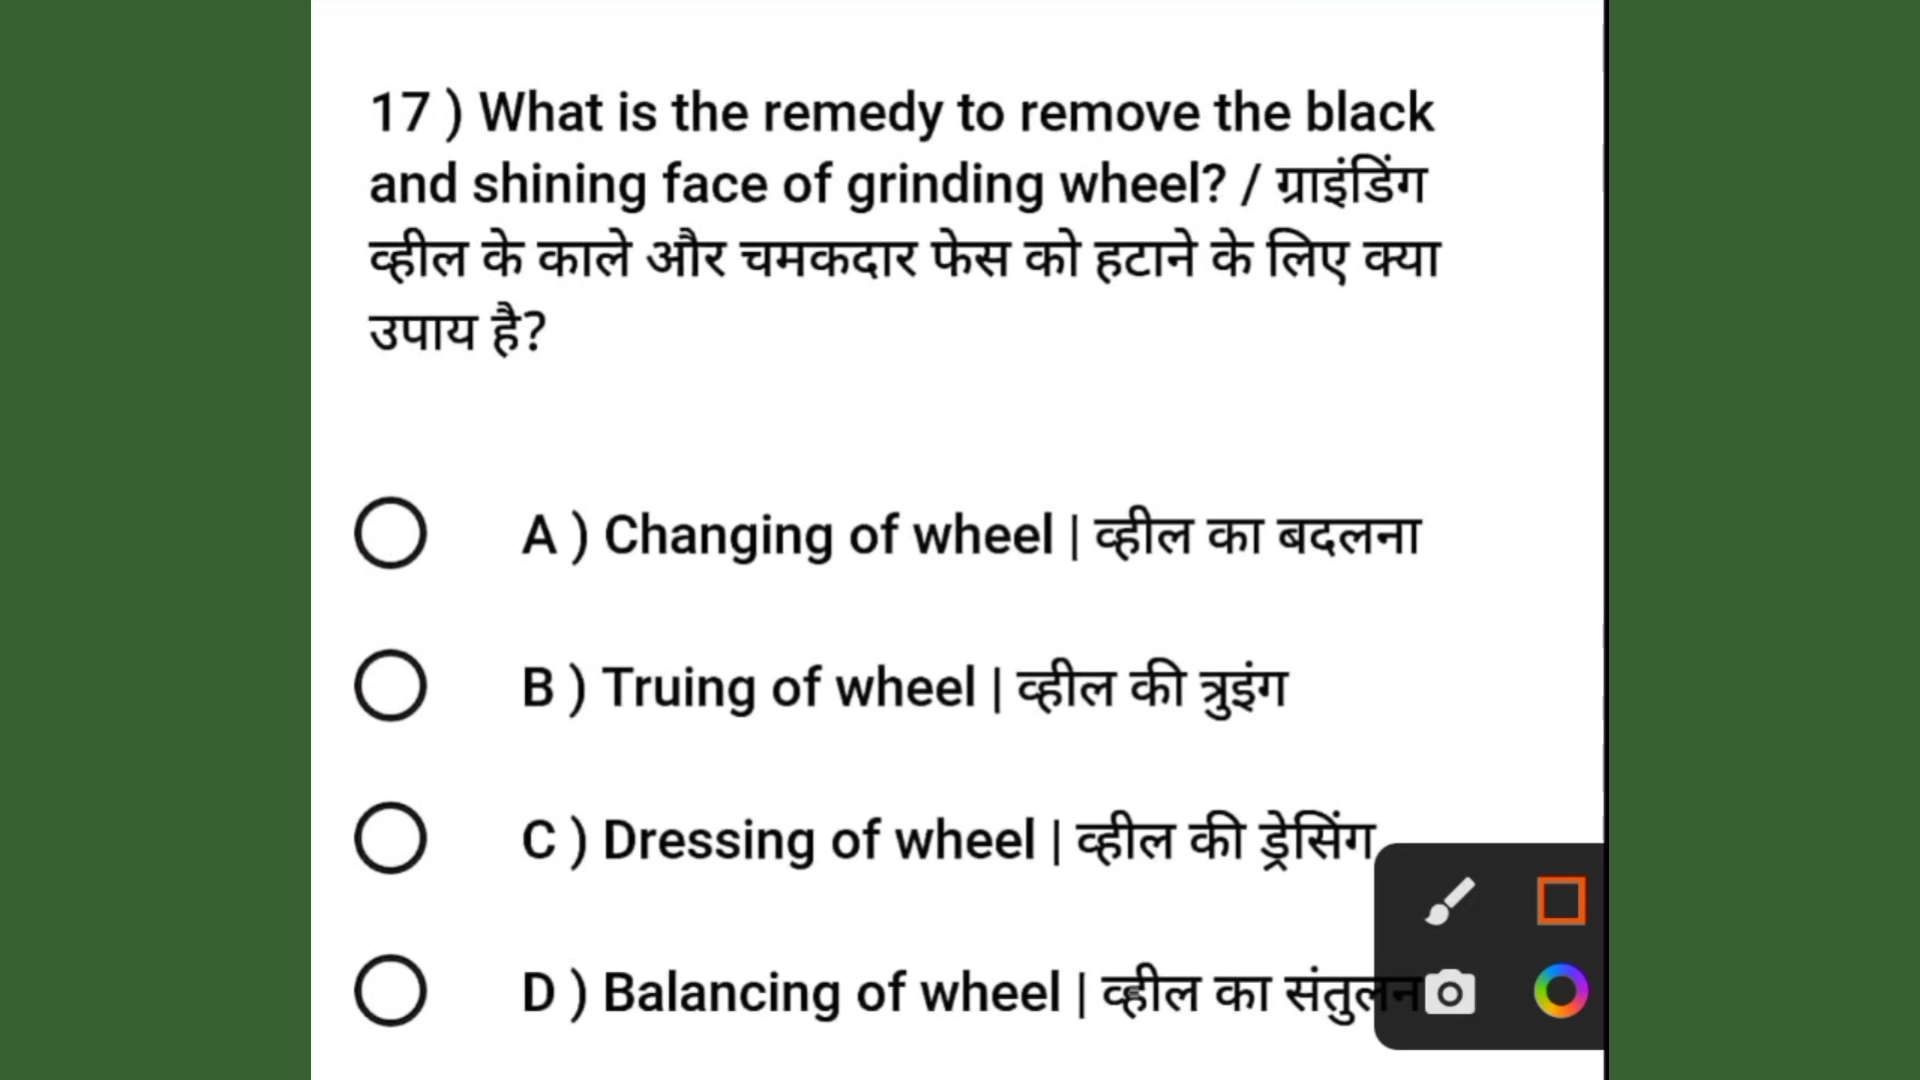 17 ) What is the remedy to remove the black
and shining face of grinding wheel? / ग्राइंडिंग
व्हील के काले और चमकदार फेस को हटाने के लिए क्या
उपाय है?
A ) Changing of wheel | व्हील का बदलना
B ) Truing of wheel | व्हील की त्रुइंग
C ) Dressing of wheel | व्हील की ड्रेसिंग
D ) Balancing of wheel | व्हील का संतुलन